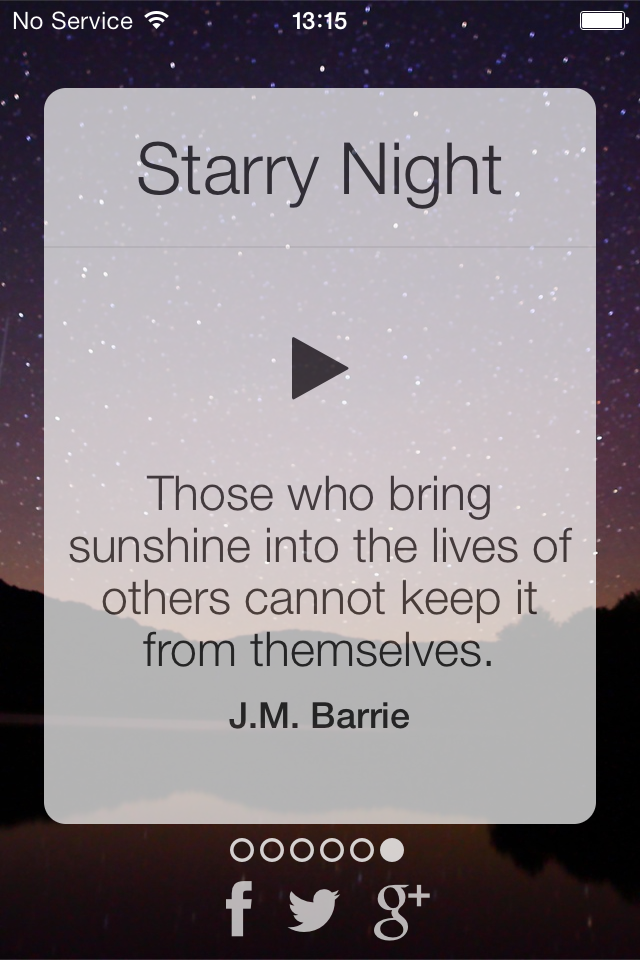 No Service 13:15
Starry Night
Those who bring
sunshine into the lives of
others cannot keep it
from themselves.
J.M. Barrie
f g+